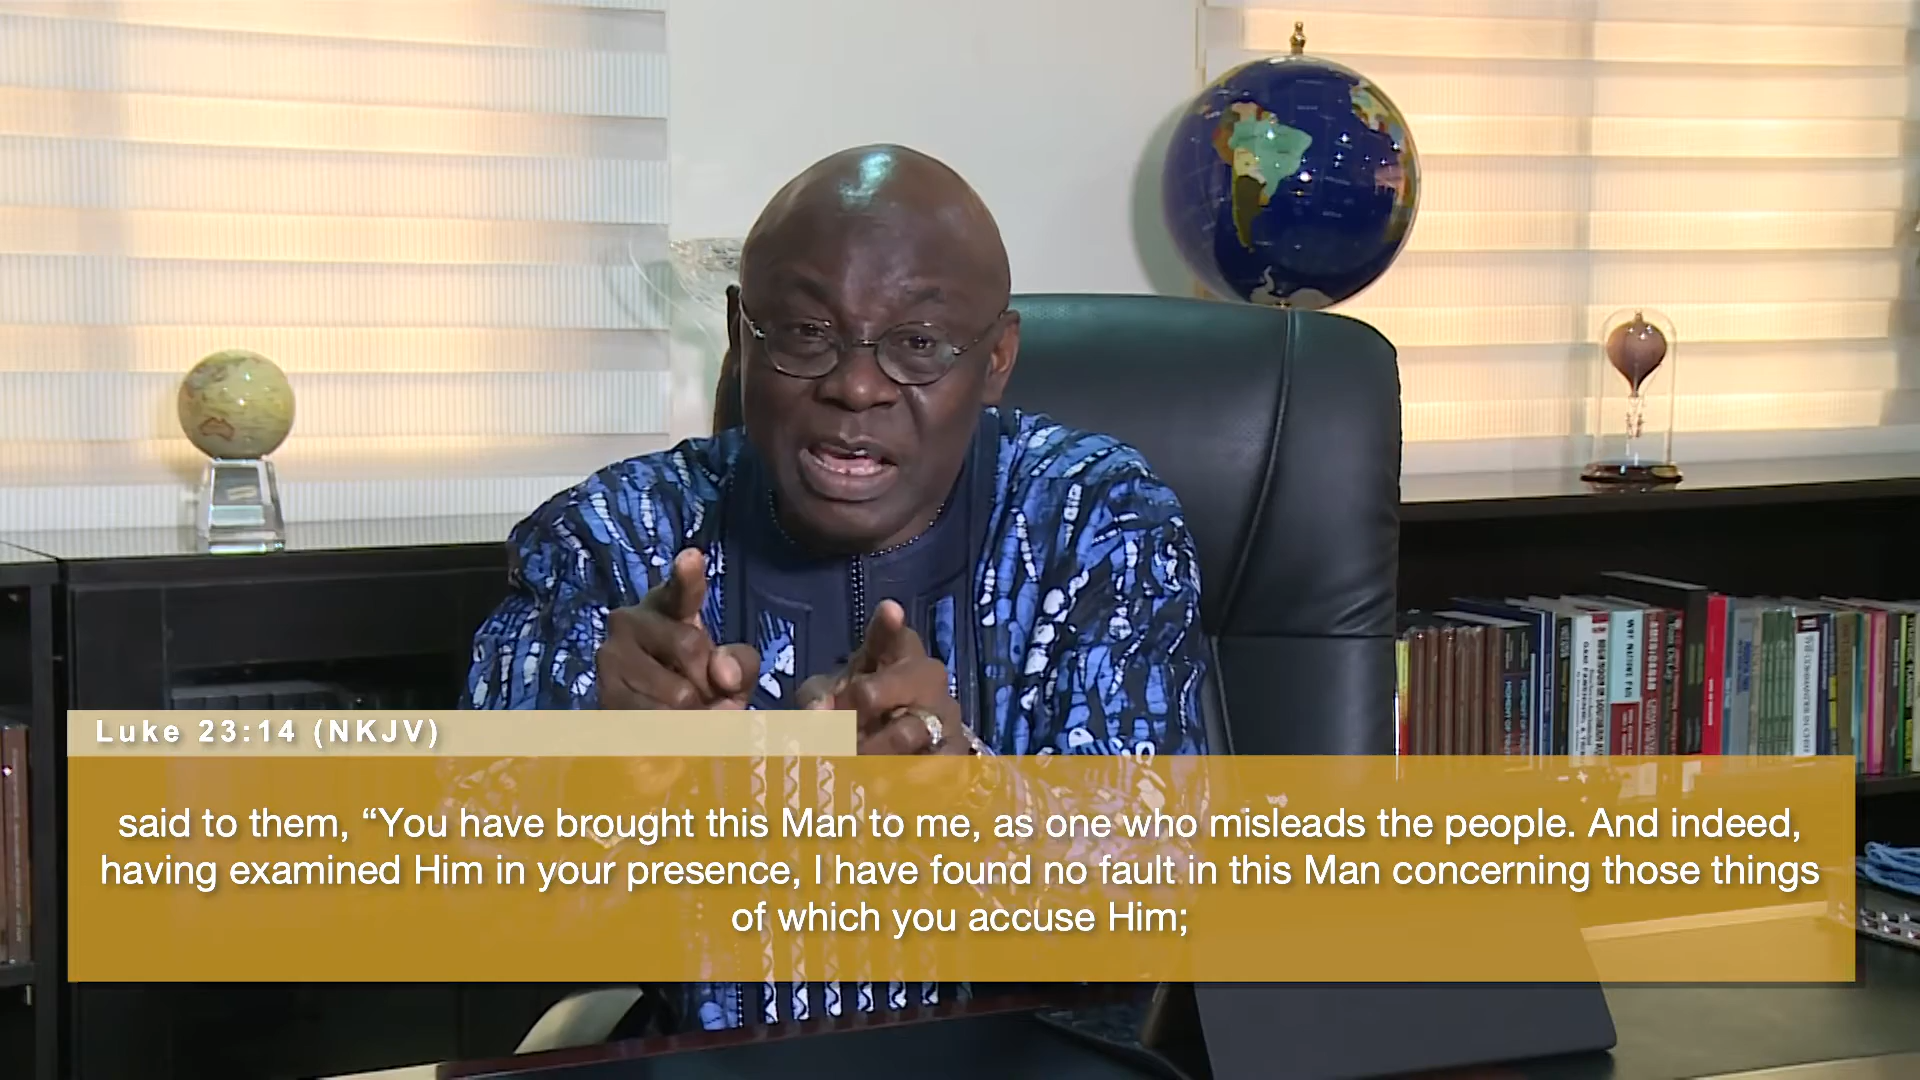 Luke 23:14 (NKJV)
said to them, “You have brought this Man to me, as one who misleads the people. And indeed,
having examined Him in your presence, I have found no fault in this Man concerning those things
of which you accuse Him;